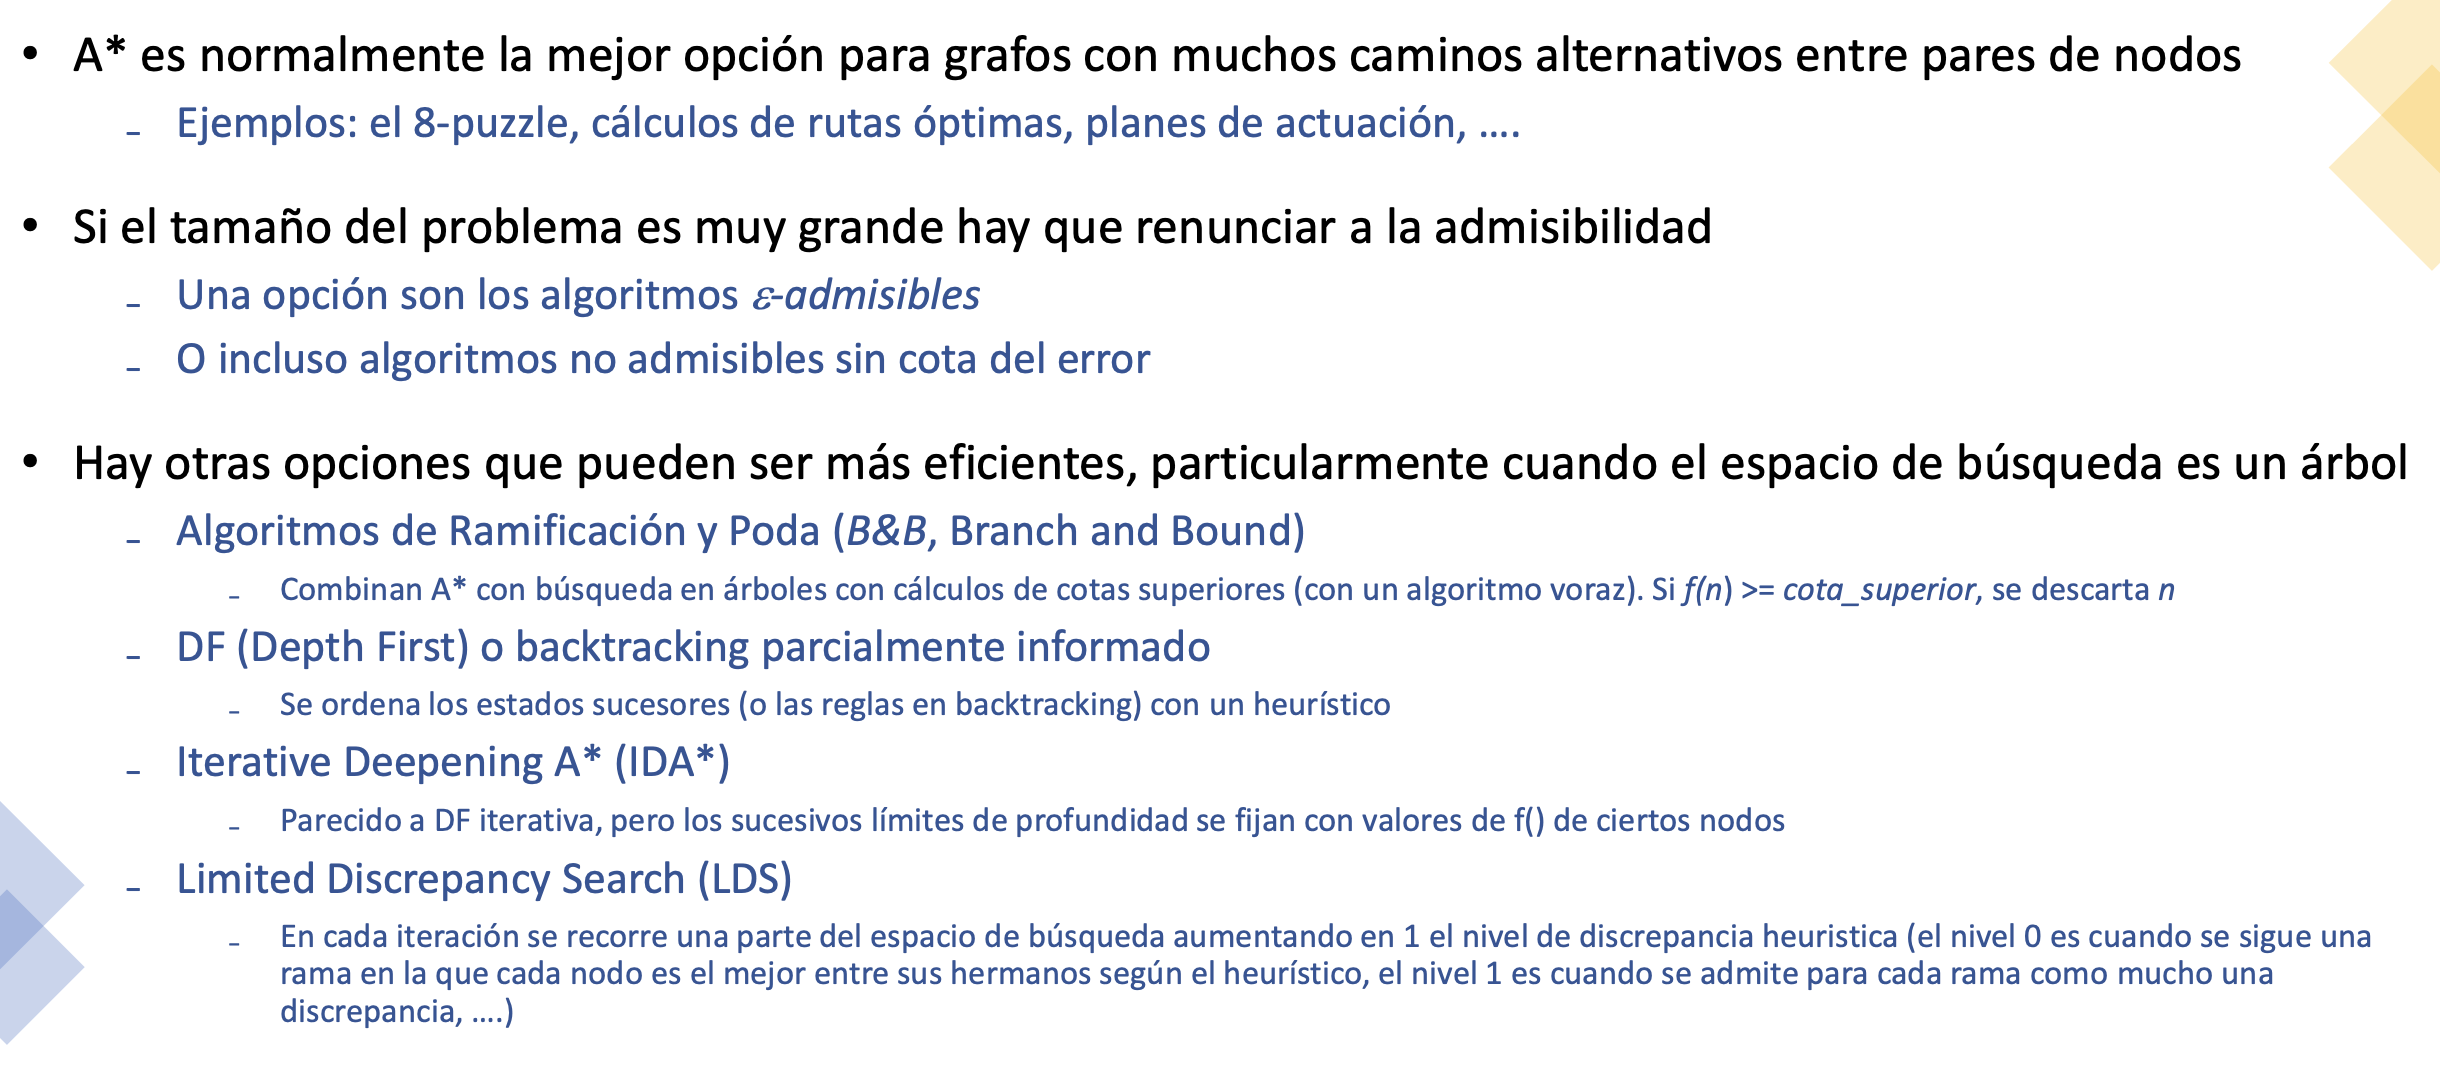 • A* es normalmente la mejor opción para grafos con muchos caminos alternativos entre pares de nodos
– Ejemplos: el 8-puzzle, cálculos de rutas óptimas, planes de actuación, ....
• Si el tamaño del problema es muy grande hay que renunciar a la admisibilidad
– Una opción son los algoritmos ε-admisibles
– O incluso algoritmos no admisibles sin cota del error
• Hay otras opciones que pueden ser más eficientes, particularmente cuando el espacio de búsqueda es un árbol
– Algoritmos de Ramificación y Poda (B&B, Branch and Bound)
– Combinan A* con búsqueda en árboles con cálculos de cotas superiores (con un algoritmo voraz). Si f(n) >= cota_superior, se descarta n
– DF (Depth First) o backtracking parcialmente informado
– Se ordena los estados sucesores (o las reglas en backtracking) con un heurístico
– Iterative Deepening A* (IDA*)
– Parecido a DF iterativa, pero los sucesivos límites de profundidad se fijan con valores de f() de ciertos nodos
– Limited Discrepancy Search (LDS)
– En cada iteración se recorre una parte del espacio de búsqueda aumentando en 1 el nivel de discrepancia heuristica (el nivel 0 es cuando se sigue una
rama en la que cada nodo es el mejor entre sus hermanos según el heurístico, el nivel 1 es cuando se admite para cada rama como mucho una
discrepancia, ....)